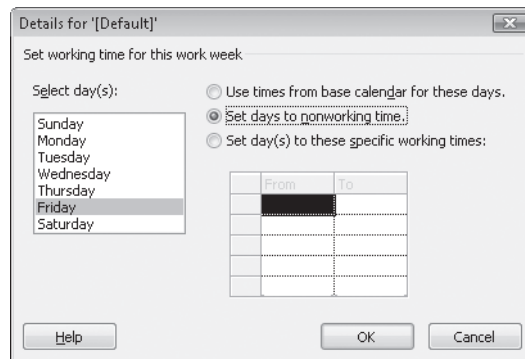 Details for '[Default]'
Set working time for this work week
Select day(s):
Sunday
Monday
Tuesday
Wednesday
Thursday
Friday
Saturday
Use times from base calendar for these days.
Set days to nonworking time.
Set day(s) to these specific working times:
From To
Help OK Cancel